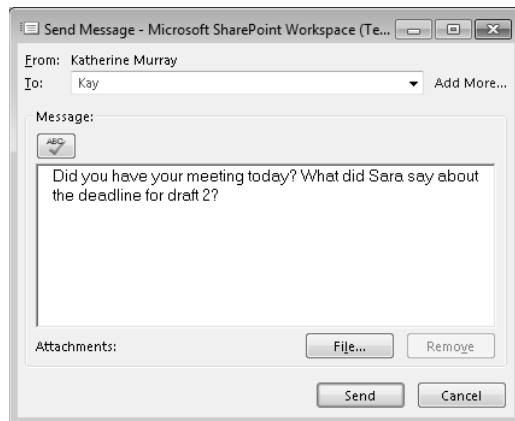 Send Message - Microsoft SharePoint Workspace (Te...
From: Katherine Murray
To: Kay Add More...
Message:
ABC
Did you have your meeting today? What did Sara say about
the deadline for draft 2?
Attachments: File... Remove
Send Cancel